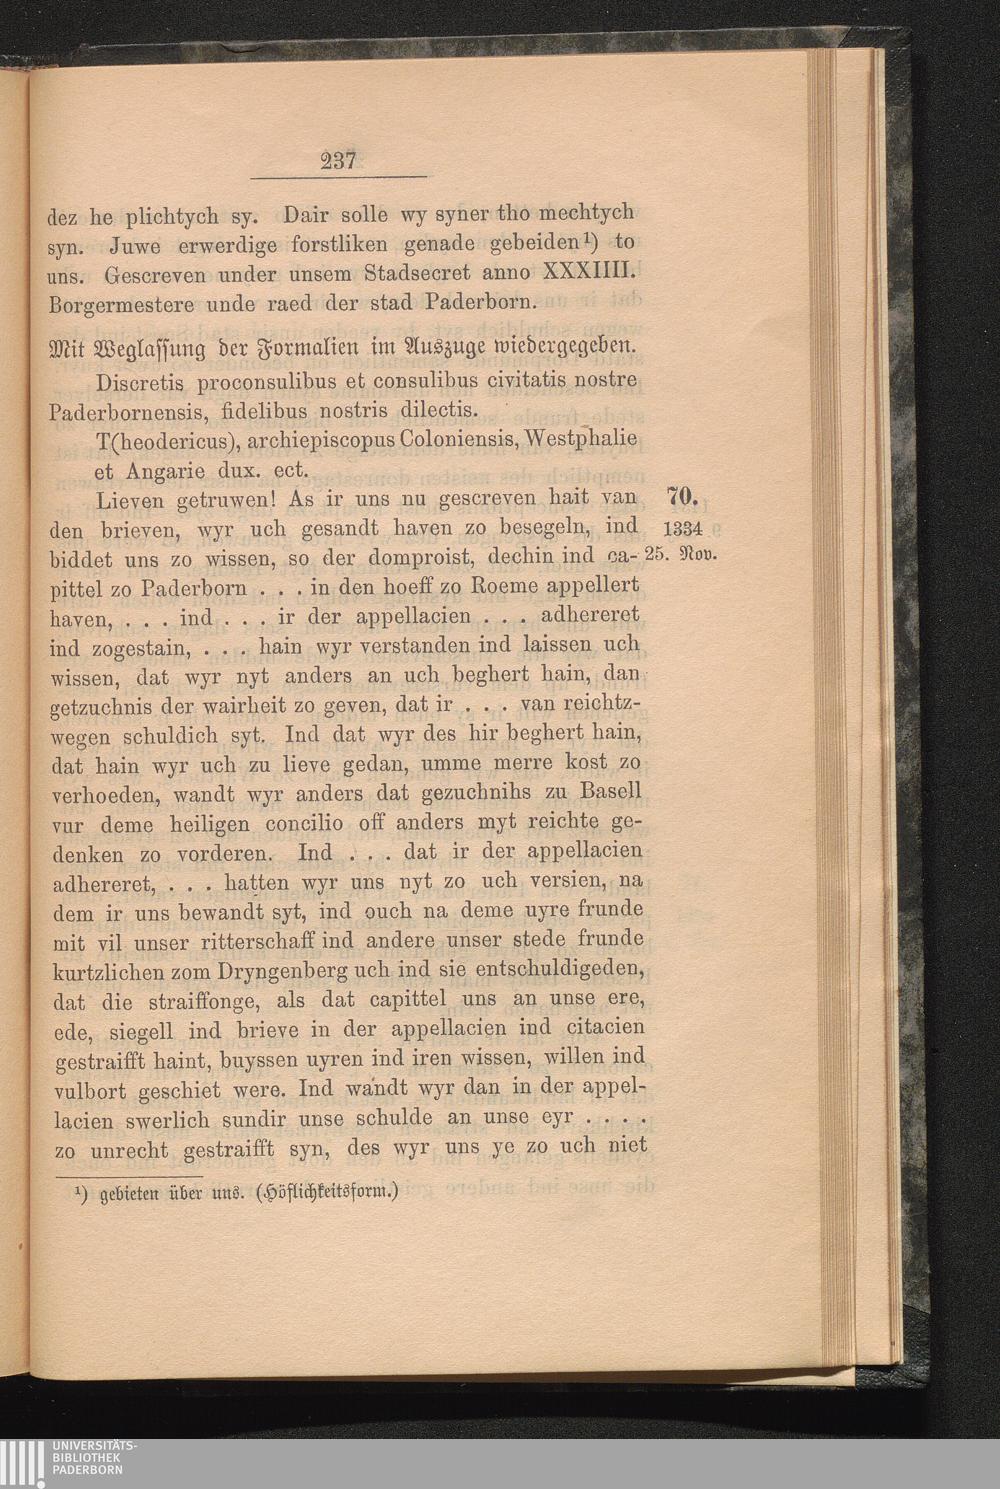 237
dez he plichtych sy. Dair solle wy syner tho mechtych
syn. Juwe erwerdige forstliken genade gebeiden¹) to
uns. Gescreven under unsem Stadsecret anno XXXIIII.
Borgermestere unde raed der stad Paderborn.
Mit Weglassung der Formalien im Auszuge wiedergegeben.
Discretis proconsulibus et consulibus civitatis nostre
Paderbornensis, fidelibus nostris dilectis.
T(heodericus), archiepiscopus Coloniensis, Westphalie
et Angarie dux. ect.
Lieven getruwen! As ir uns nu gescreven hait van 70.
den brieven, wyr uch gesandt haven zo besegeln, ind 1334
biddet uns zo wissen, so der domproist, dechin ind ca- 25. Nov.
pittel zo Paderborn . . . in den hoeff zo Roeme appellert
haven, . . . ind . . . ir der appellacien . . . adhereret
ind zogestain, . . . hain wyr verstanden ind laissen uch
wissen, dat wyr nyt anders an uch beghert hain, dan
getzuchnis der wairheit zo geven, dat ir . . . van reichtz-
wegen schuldich syt. Ind dat wyr des hir beghert hain,
dat hain wyr uch zu lieve gedan, umme merre kost zo
verhoeden, wandt wyr anders dat gezuchnihs zu Basell
vur deme heiligen concilio off anders myt reichte ge-
denken zo vorderen. Ind . . . dat ir der appellacien
adhereret, . . . hatten wyr uns nyt zo uch versien, na
dem ir uns bewandt syt, ind ouch na deme uyre frunde
mit vil unser ritterschaff ind andere unser stede frunde
kurtzlichen zom Dryngenberg uch ind sie entschuldigeden,
dat die straiffonge, als dat capittel uns an unse ere,
ede, siegell ind brieve in der appellacien ind citacien
gestraifft haint, buyssen uyren ind iren wissen, willen ind
vulbort geschiet were. Ind wandt wyr dan in der appel-
lacien swerlich sundir unse schulde an unse eyr . . . .
zo unrecht gestraifft syn, des wyr uns ye zo uch niet
¹) gebieten über uns. (Höflichkeitsform.)
UNIVERSITÄTS-
BIBLIOTHEK
PADERBORN